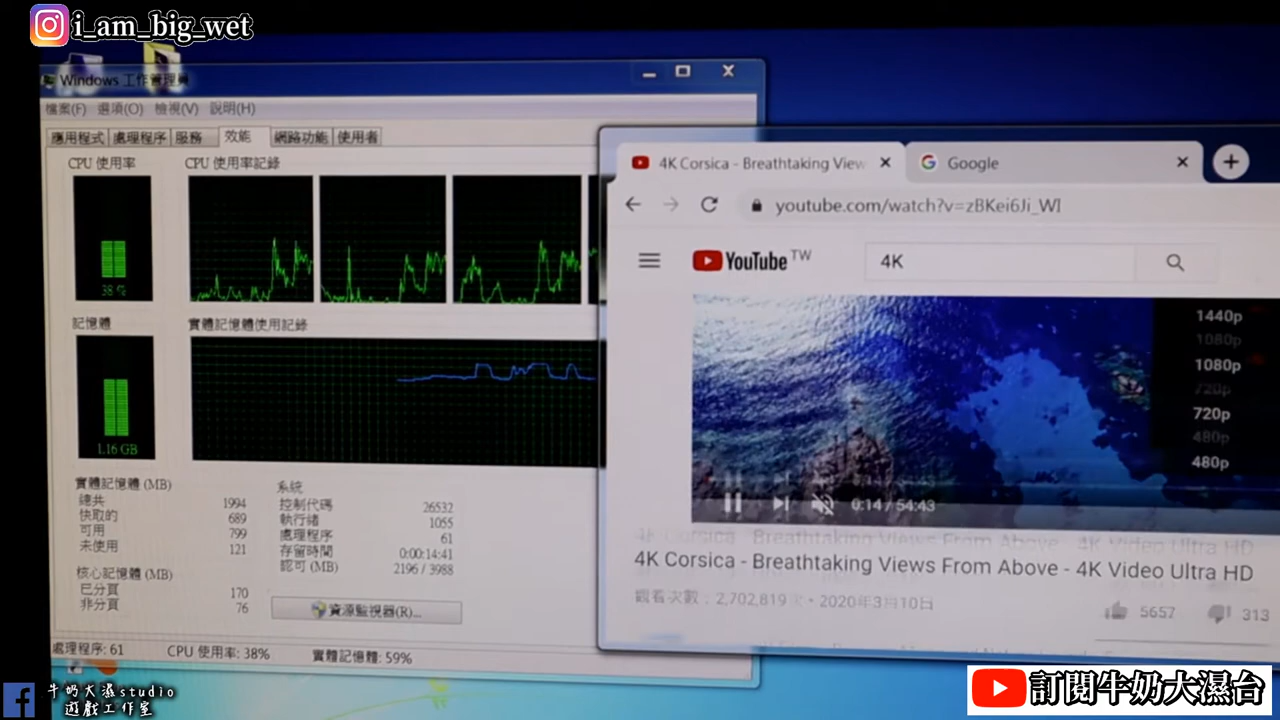 i_am_big_wet
Windows 工作管理員
檔案(F) 選項(O) 檢視(V) 說明(H)
應用程式 處理程序 服務 效能 網路功能 使用者
CPU 使用率
CPU 使用率記錄
38 %
記憶體
實體記憶體使用記錄
1.16 GB
實體記憶體 (MB)
總共 1994
快取的 689
可用 799
未使用 121
核心記憶體 (MB)
已分頁 170
非分頁 76
系統
控制代碼 26532
執行緒 1055
處理程序 61
存留時間 0:00:14:41
認可 (MB) 2196 / 3988
資源監視器(R)...
處理程序: 61 CPU 使用率: 38% 實體記憶體: 59%
4K Corsica - Breathtaking View
Google
youtube.com/watch?v=zBKei6Ji_WI
YouTube TW
4K
1440p
1080p
1080p
720p
720p
480p
480p
0:14 / 54:43
4K Corsica - Breathtaking Views From Above - 4K Video Ultra HD
4K Corsica - Breathtaking Views From Above - 4K Video Ultra HD
觀看次數：2,702,819次・2020年3月10日
5657 313
牛奶大濕studio
遊戲工作室
訂閱牛奶大濕台